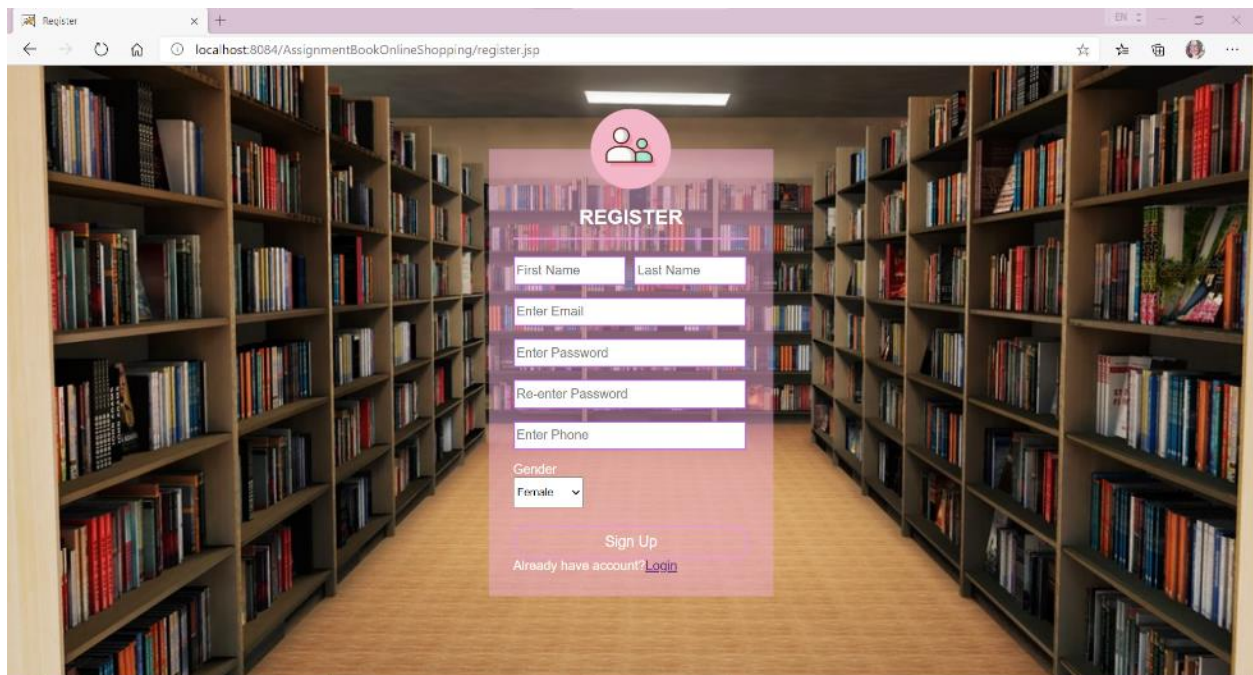 Register
EN
localhost:8084/AssignmentBookOnlineShopping/register.jsp
REGISTER
First Name Last Name
Enter Email
Enter Password
Re-enter Password
Enter Phone
Gender
Female
Sign Up
Already have account?Login